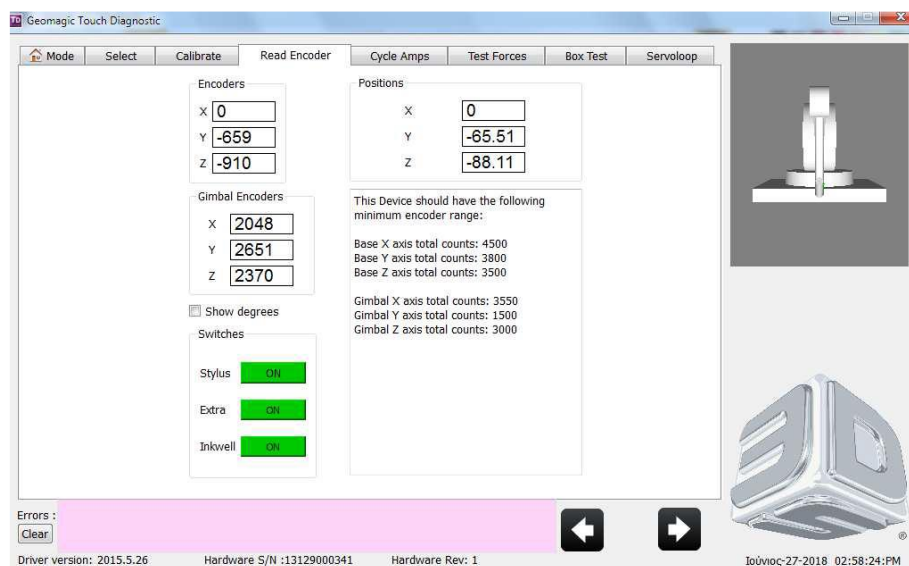 Geomagic Touch Diagnostic
Mode Select Calibrate Read Encoder Cycle Amps Test Forces Box Test Servoloop
Encoders
X 0
Y -659
Z -910
Positions
X 0
Y -65.51
Z -88.11
Gimbal Encoders
X 2048
Y 2651
Z 2370
This Device should have the following
minimum encoder range:
Base X axis total counts: 4500
Base Y axis total counts: 3800
Base Z axis total counts: 3500
Gimbal X axis total counts: 3550
Gimbal Y axis total counts: 1500
Gimbal Z axis total counts: 3000
Show degrees
Switches
Stylus ON
Extra ON
Inkwell ON
Errors :
Clear
Driver version: 2015.5.26 Hardware S/N :13129000341 Hardware Rev: 1 Ιούνιος-27-2018 02:58:24:PM
3DS
®